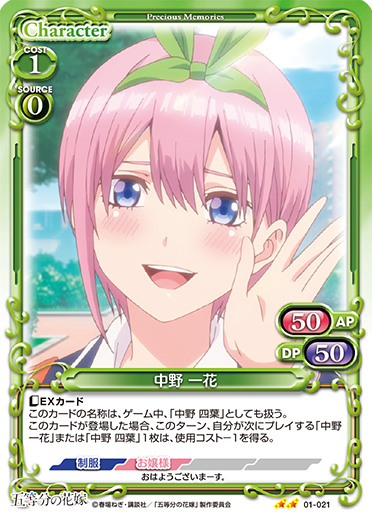 Precious Memories
Character
COST
1
SOURCE
0
50 AP
DP 50
中野 一花
EXカード
このカードの名称は、ゲーム中、「中野 四葉」としても扱う。
このカードが登場した場合、このターン、自分が次にプレイする「中野
一花」または「中野 四葉」1枚は、使用コスト－1を得る。
制服 お嬢様
おはようございまーす。
五等分の花嫁
©春場ねぎ・講談社／「五等分の花嫁」製作委員会
01-021